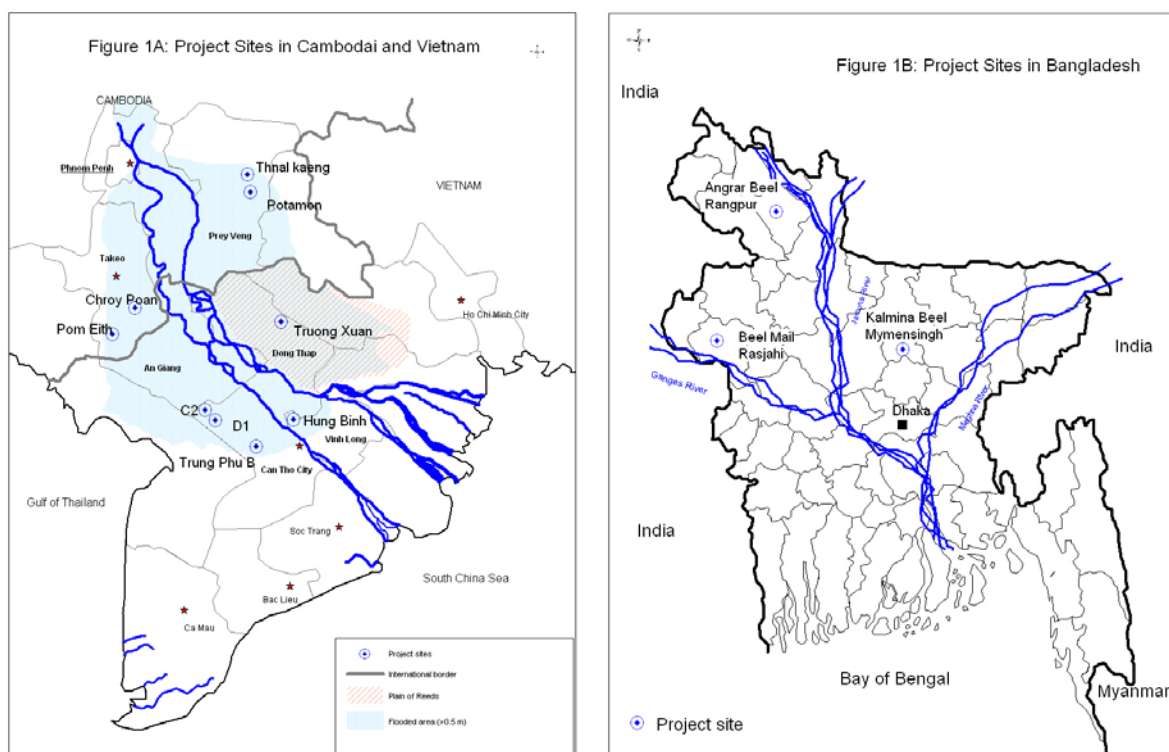 Figure 1A: Project Sites in Cambodai and Vietnam
CAMBODIA
Phnom Penh
Thnal kaeng
VIETNAM
Potamon
Prey Veng
Takeo
Chroy Poan
Ho Chi Minh City
Pom Eith
Truong Xuan
Dong Thap
An Giang
C2
D1
Hung Binh
Vinh Long
Trung Phu B
Can Tho City
Gulf of Thailand
Soc Trang
South China Sea
Bac Lieu
Ca Mau
Project sites
International border
Plain of Reeds
Flooded area (>0.5 m)
Figure 1B: Project Sites in Bangladesh
India
Angrar Beel
Rangpur
Jamuna River
Kalmina Beel
Mymensingh
Beel Mail
Rasjahi
India
Ganges River
Dhaka
Meghna River
India
Bay of Bengal
Myanmar
Project site